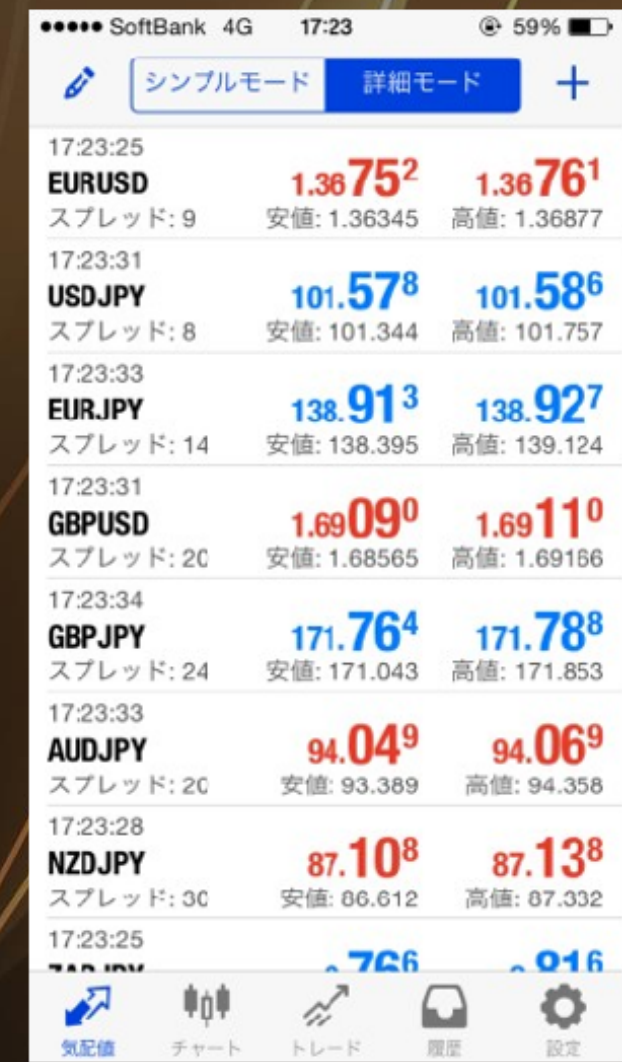 SoftBank 4G 17:23 59%
シンプルモード 詳細モード
17:23:25
EURUSD 1.36752 1.36761
スプレッド: 9 安値: 1.36345 高値: 1.36877
17:23:31
USDJPY 101.578 101.586
スプレッド: 8 安値: 101.344 高値: 101.757
17:23:33
EURJPY 138.913 138.927
スプレッド: 14 安値: 138.395 高値: 139.124
17:23:31
GBPUSD 1.69090 1.69110
スプレッド: 20 安値: 1.68565 高値: 1.69166
17:23:34
GBPJPY 171.764 171.788
スプレッド: 24 安値: 171.043 高値: 171.853
17:23:33
AUDJPY 94.049 94.069
スプレッド: 20 安値: 93.389 高値: 94.358
17:23:28
NZDJPY 87.108 87.138
スプレッド: 30 安値: 86.612 高値: 87.332
17:23:25
766 816
気配値 チャート トレード 履歴 設定